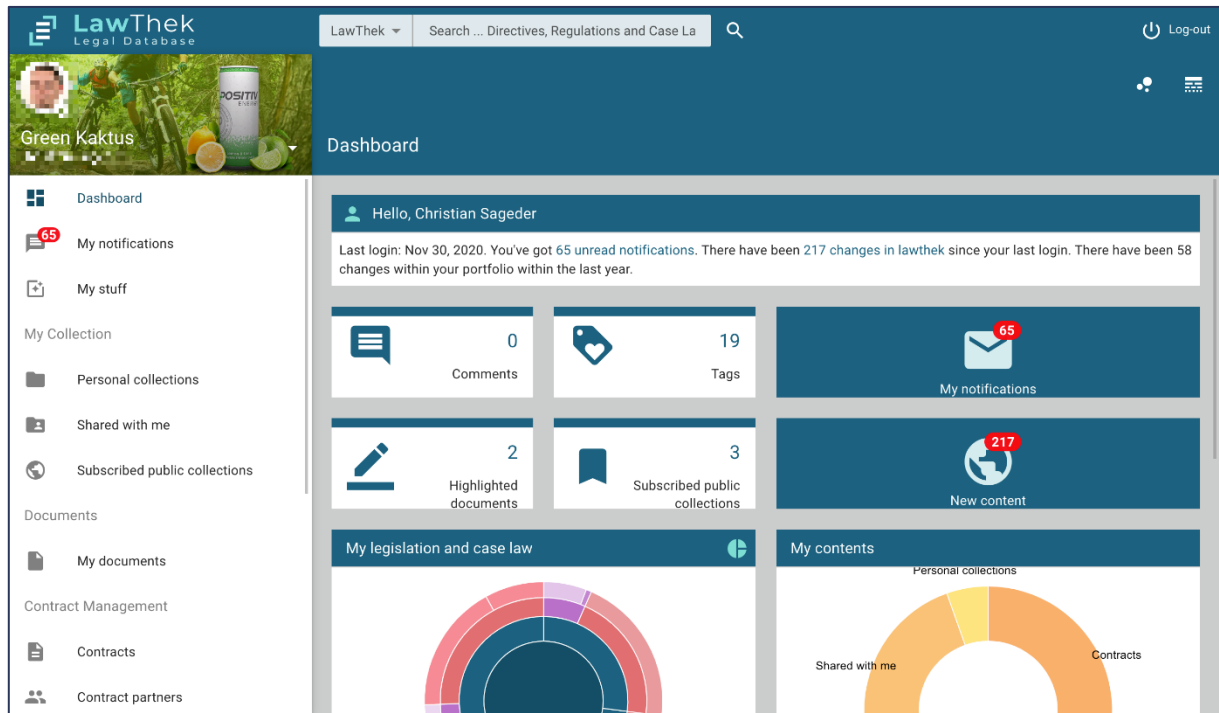 LawThek
Legal Database
LawThek
Search ... Directives, Regulations and Case La
Log-out
POSITIV
ENERGY
Green Kaktus
Dashboard
Dashboard
65
My notifications
My stuff
My Collection
Personal collections
Shared with me
Subscribed public collections
Documents
My documents
Contract Management
Contracts
Contract partners
Hello, Christian Sageder
Last login: Nov 30, 2020. You've got 65 unread notifications. There have been 217 changes in lawthek since your last login. There have been 58
changes within your portfolio within the last year.
0
Comments
19
Tags
65
My notifications
2
Highlighted
documents
3
Subscribed public
collections
217
New content
My legislation and case law
My contents
Personal collections
Shared with me
Contracts